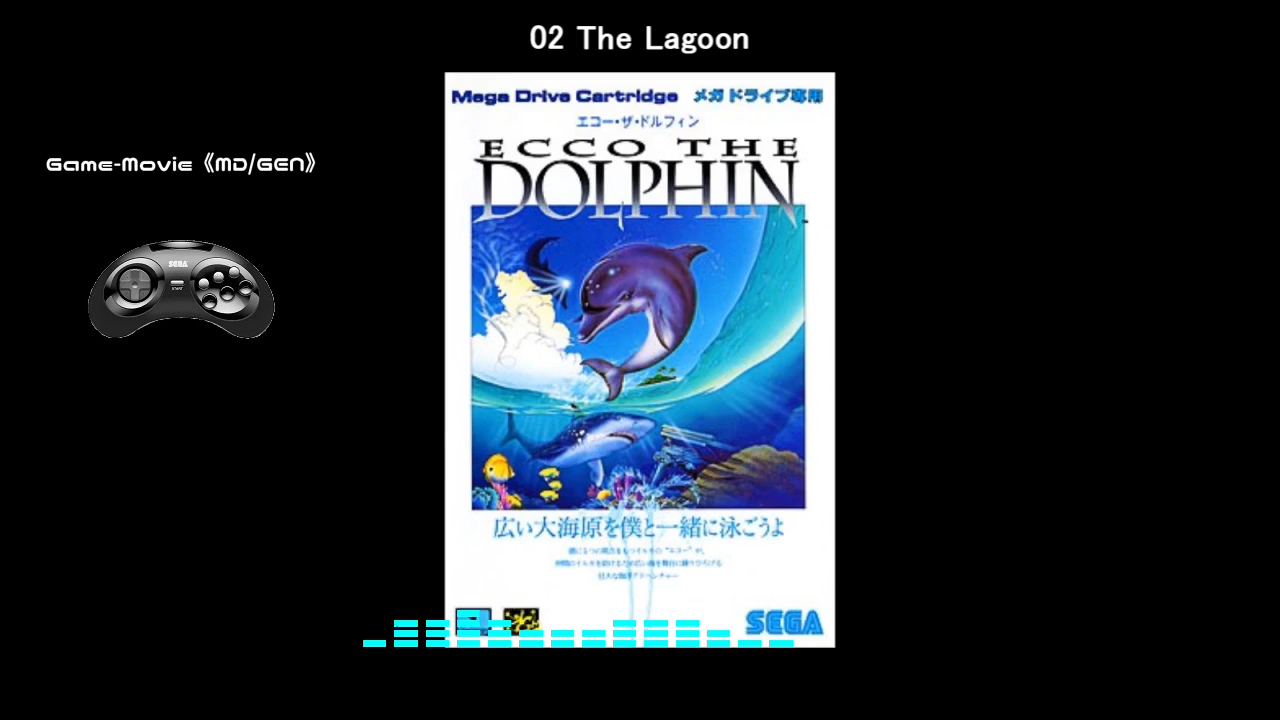 02 The Lagoon
Game-Movie《MD/GEN》
SEGA
START
Mega Drive Cartridge メガドライブ専用
エコー・ザ・ドルフィン
ECCO THE
DOLPHIN
広い大海原を僕と一緒に泳ごうよ
SEGA